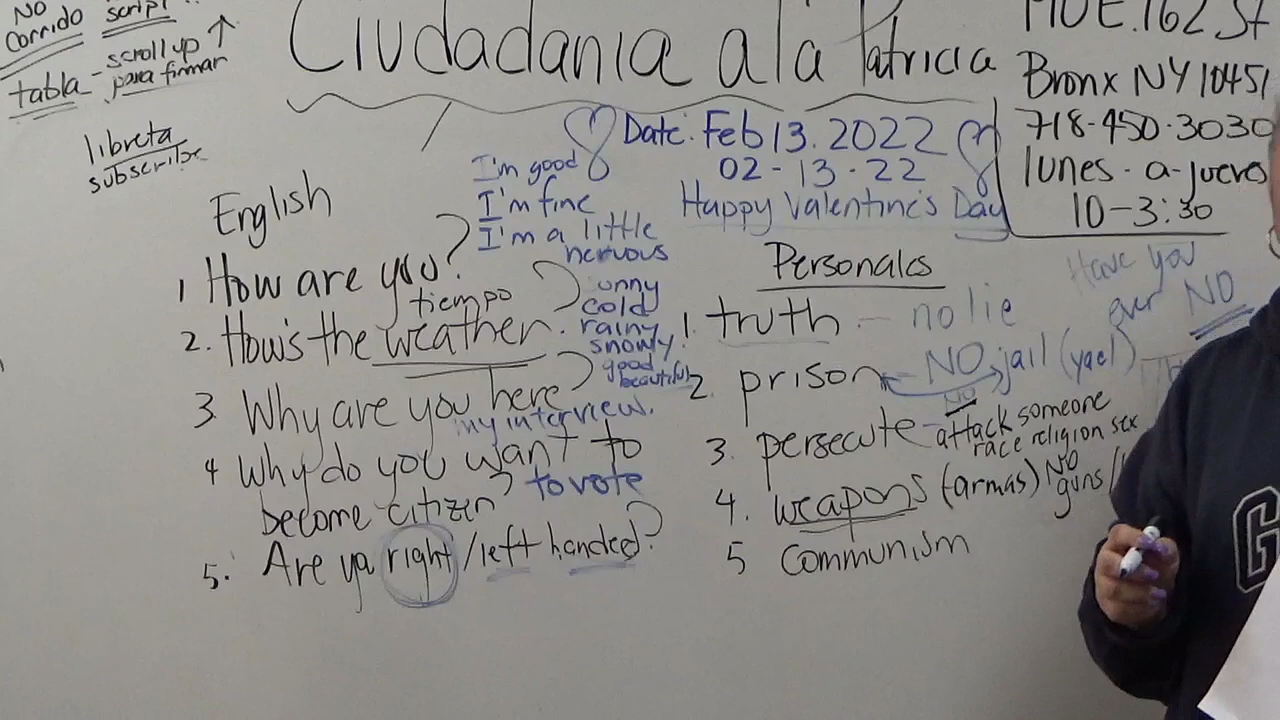 NO script
Corrido
tabla - scroll up ↑
para firmar
libreta
subscribe
Ciudadania a la Patricia
Date: Feb 13. 2022
02-13-22
Happy Valentine's Day
Bronx NY 10451
718-450-3030
lunes - a - jueves
10-3:30
English
1 How are you?
I'm good
I'm fine
I'm a little
nervous
tiempo
2. How's the weather.
unny
cold
rainy
snowy
good
beautiful
3 Why are you here
my interview.
4 Why do you want to
become citizen? to vote
5. Are yu right/left handed?
Personales
1. truth - no lie
Have you
ever NO
2. prison NO jail (yael)
3. persecute - NO attack someone
race religion sex
4. weapons (armas) NO
guns/
5 Communism
G